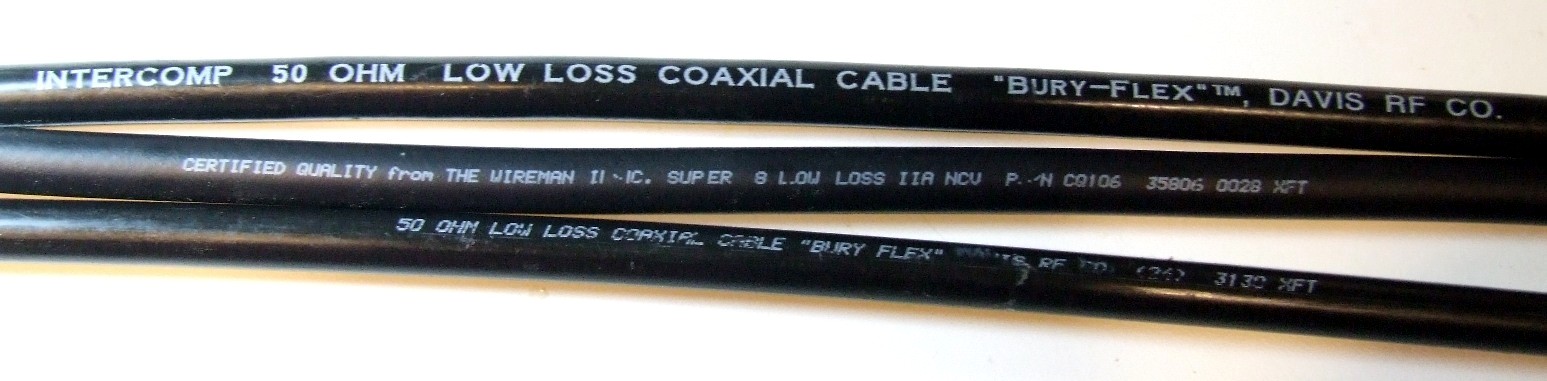 INTERCOMP 50 OHM LOW LOSS COAXIAL CABLE "BURY-FLEX"™, DAVIS RF CO.
CERTIFIED QUALITY from THE WIREMAN SUPER 8 LOW LOSS IIA NCV CQ106 35806 0028 XFT
50 OHM LOW LOSS COAXIAL CABLE "BURY FLEX" RF CO. XFT